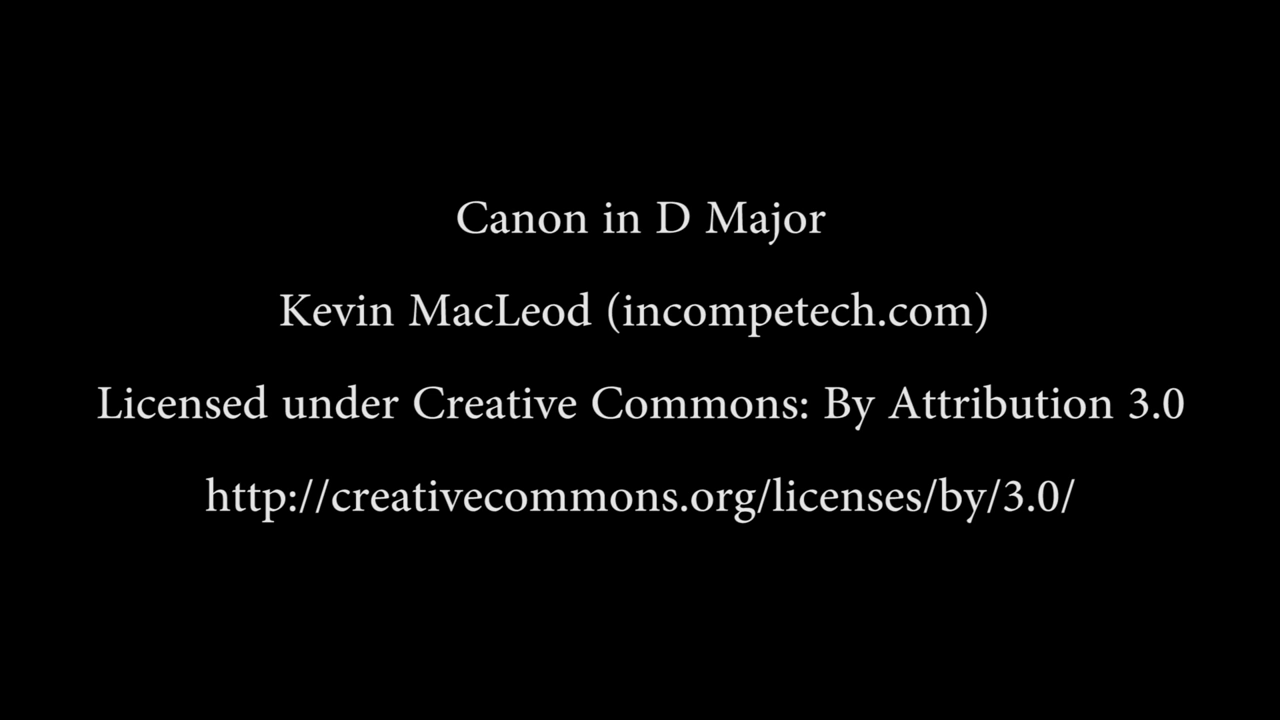 Canon in D Major
Kevin MacLeod (incompetech.com)
Licensed under Creative Commons: By Attribution 3.0
http://creativecommons.org/licenses/by/3.0/